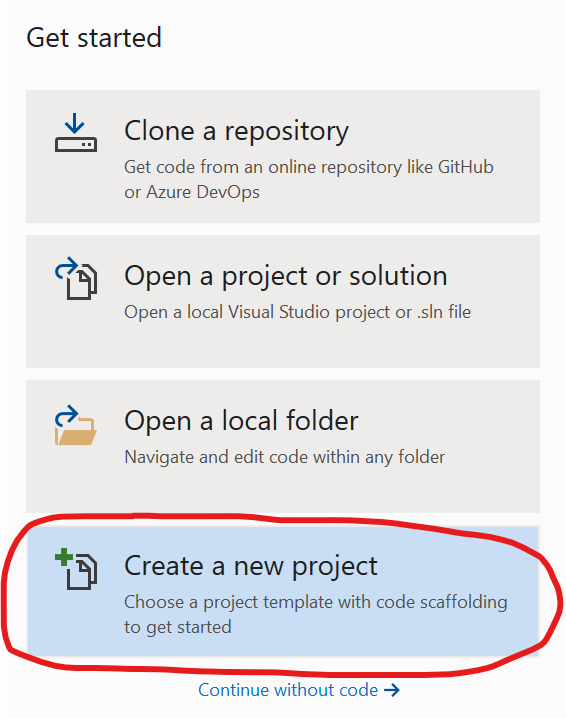 Get started
Clone a repository
Get code from an online repository like GitHub
or Azure DevOps
Open a project or solution
Open a local Visual Studio project or .sln file
Open a local folder
Navigate and edit code within any folder
Create a new project
Choose a project template with code scaffolding
to get started
Continue without code →